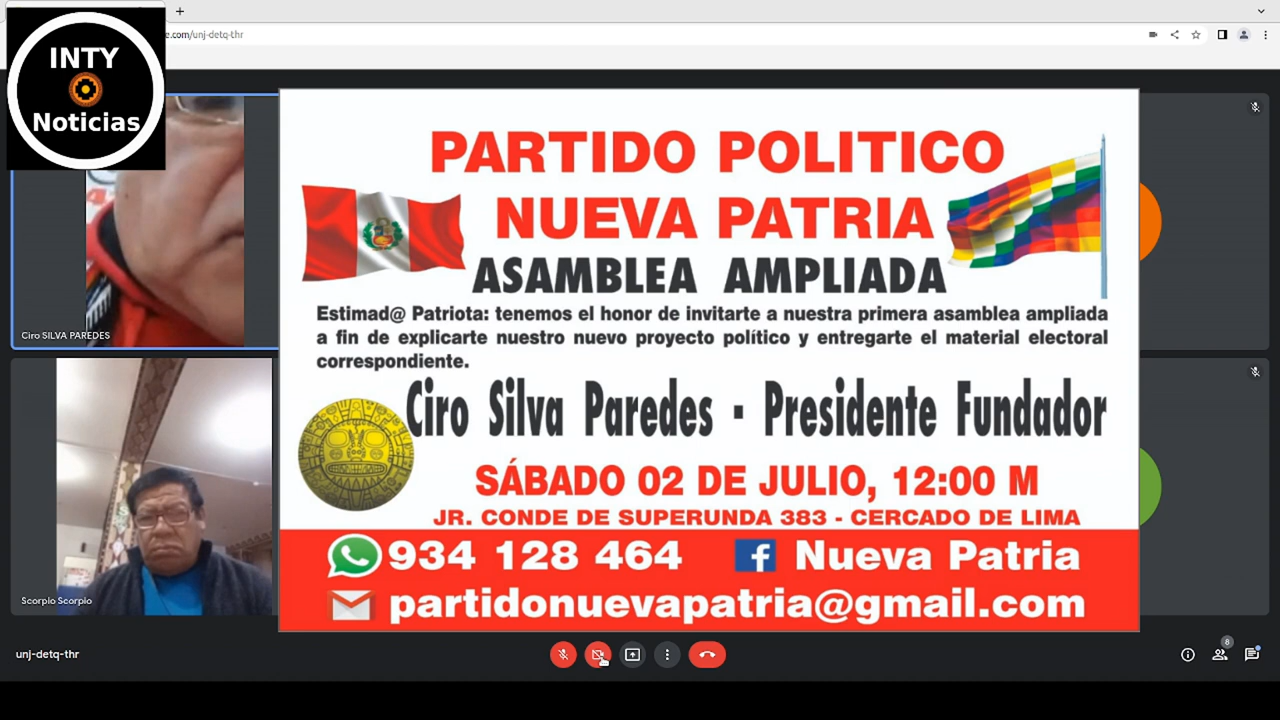 INTY
Noticias
e.com/unj-detq-thr
PARTIDO POLITICO
NUEVA PATRIA
ASAMBLEA AMPLIADA
Estimad@ Patriota: tenemos el honor de invitarte a nuestra primera asamblea ampliada
a fin de explicarte nuestro nuevo proyecto político y entregarte el material electoral
correspondiente.
Ciro Silva Paredes - Presidente Fundador
SÁBADO 02 DE JULIO, 12:00 M
JR. CONDE DE SUPERUNDA 383 - CERCADO DE LIMA
934 128 464 f Nueva Patria
partidonuevapatria@gmail.com
Ciro SILVA PAREDES
Scorpio Scorpio
unj-detq-thr
8